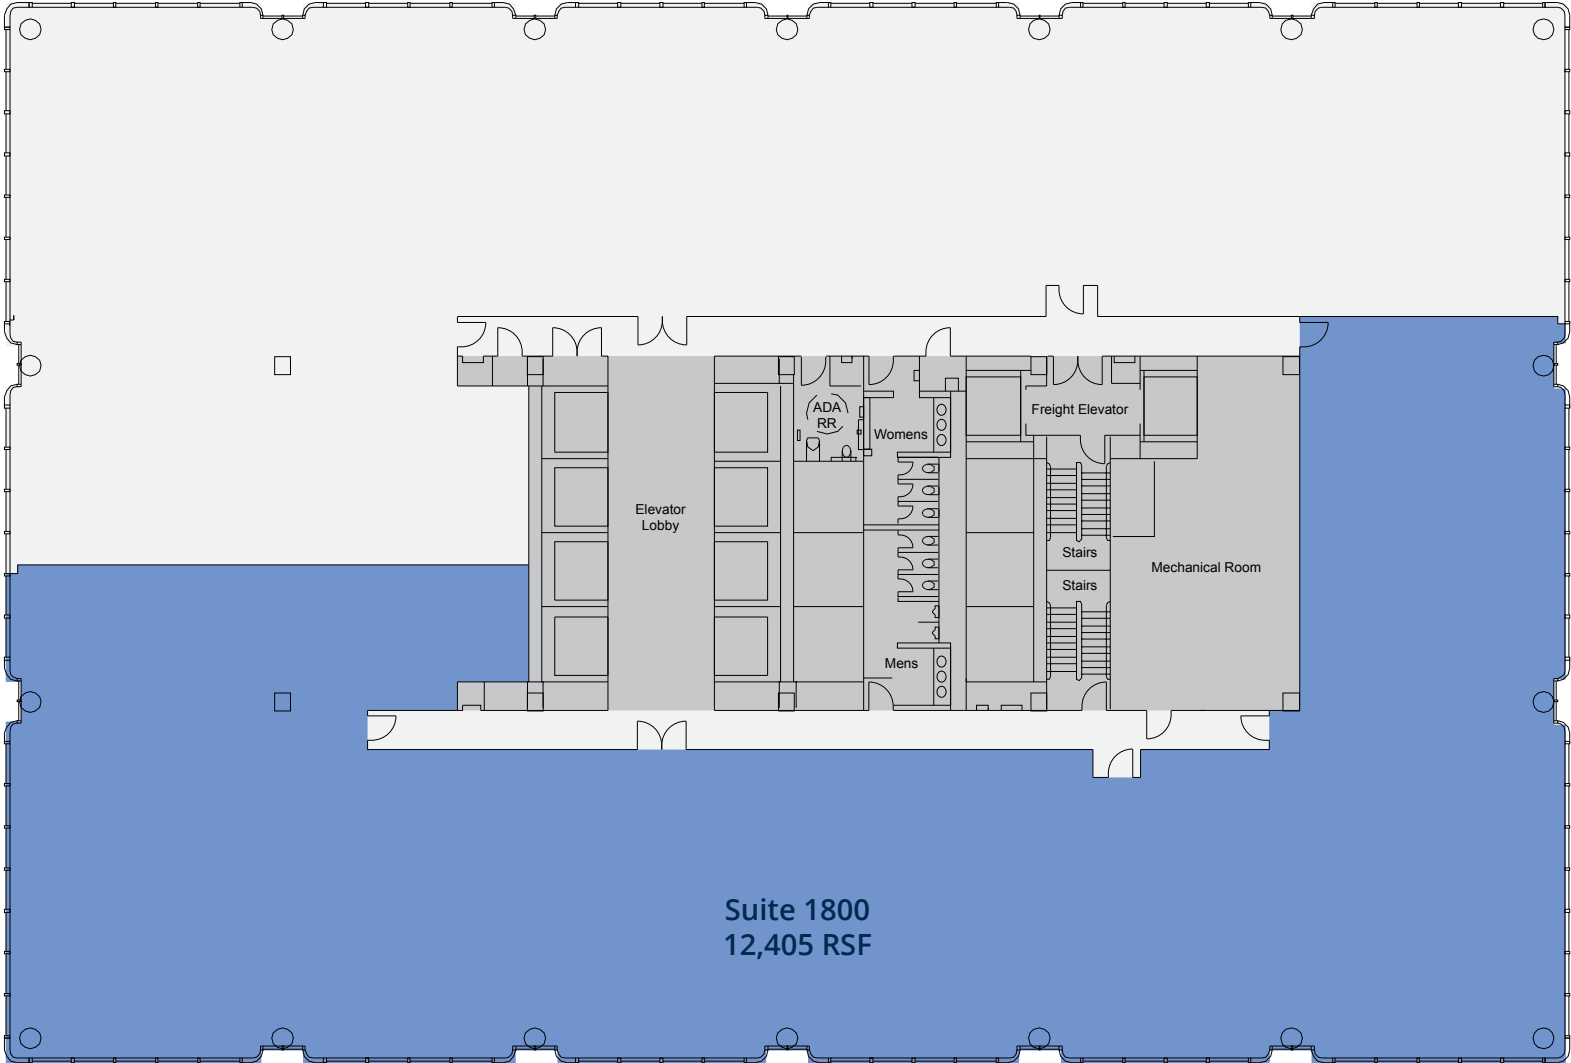 ADA
RR
Freight Elevator
Womens
Elevator
Lobby
Stairs
Mechanical Room
Stairs
Mens
Suite 1800
12,405 RSF